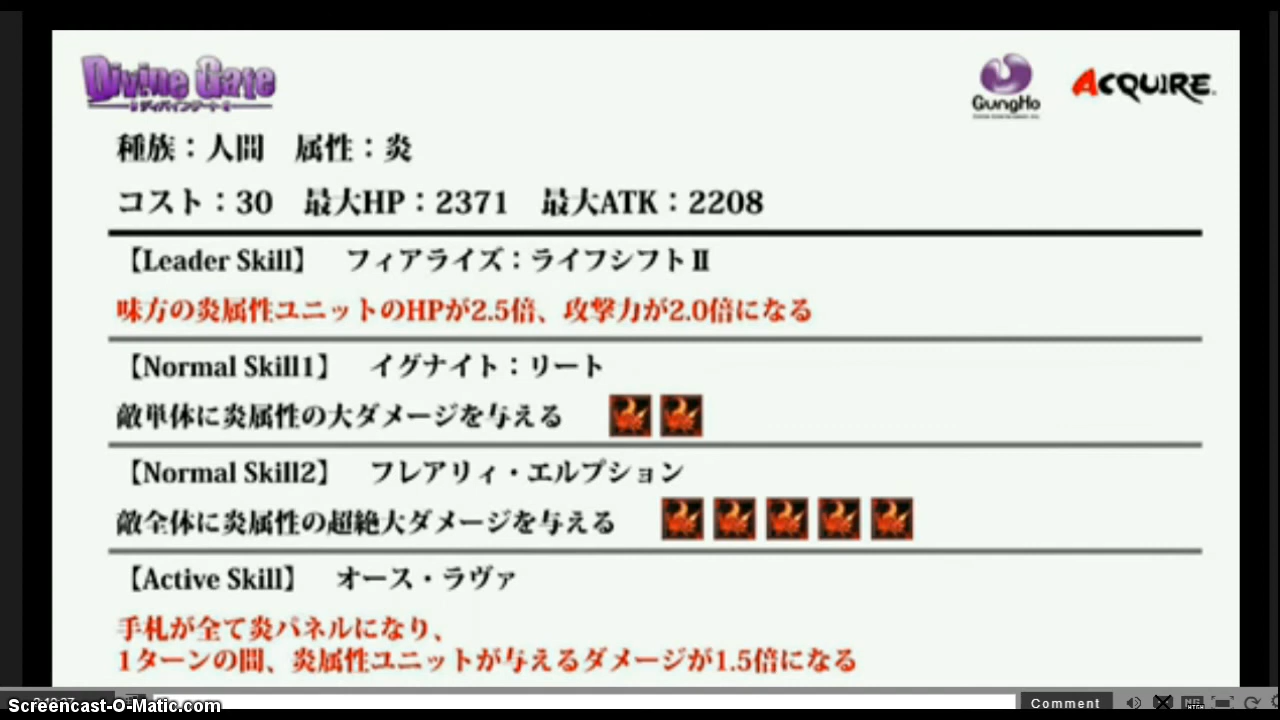 Divine Gate
ディバインゲート
GungHo
ACQUIRE.
種族：人間　属性：炎
コスト：30　最大HP：2371　最大ATK：2208
【Leader Skill】　フィアライズ：ライフシフトⅡ
味方の炎属性ユニットのHPが2.5倍、攻撃力が2.0倍になる
【Normal Skill1】　イグナイト：リート
敵単体に炎属性の大ダメージを与える
【Normal Skill2】　フレアリィ・エルプション
敵全体に炎属性の超絶大ダメージを与える
【Active Skill】　オース・ラヴァ
手札が全て炎パネルになり、
1ターンの間、炎属性ユニットが与えるダメージが1.5倍になる
Comment
Screencast-O-Matic.com